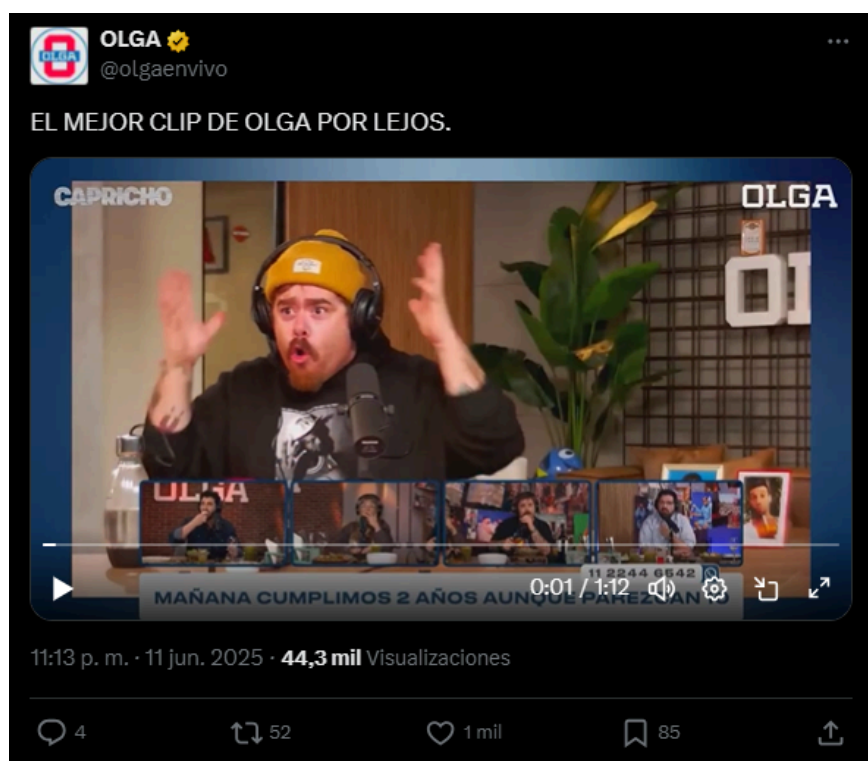 OLGA
@olgaenvivo
EL MEJOR CLIP DE OLGA POR LEJOS.
CAPRICHO
OLGA
OLGA
0:01 / 1:12
11 2244 6642
MAÑANA CUMPLIMOS 2 AÑOS AUNQUE PAREZCAN
11:13 p. m. · 11 jun. 2025 · 44,3 mil Visualizaciones
4
52
1 mil
85